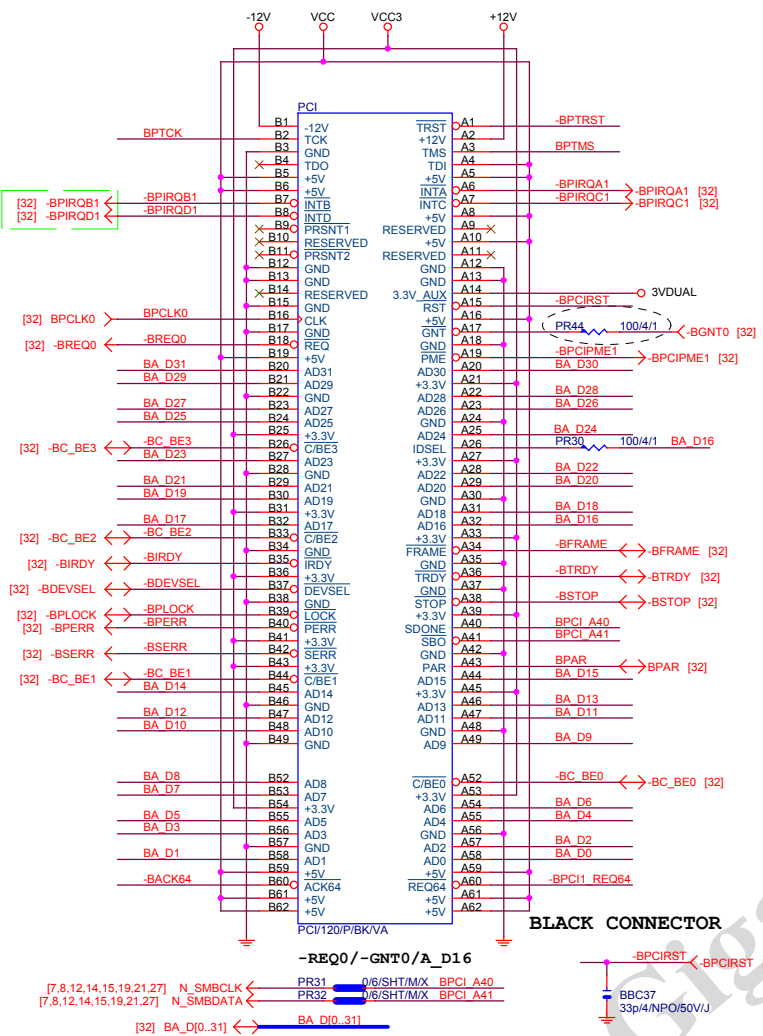 -12V VCC VCC3 +12V
PCI
B1 -12V TRST A1 -BPTRST
BPTCK B2 TCK +12V A2
B3 GND TMS A3 BPTMS
B4 TDO TDI A4
B5 +5V +5V A5
B6 +5V INTA A6 -BPIRQA1 -BPIRQA1 [32]
[32] -BPIRQB1 -BPIRQB1 B7 INTB INTC A7 -BPIRQC1 -BPIRQC1 [32]
[32] -BPIRQD1 -BPIRQD1 B8 INTD +5V A8
B9 PRSNT1 RESERVED A9
B10 RESERVED +5V A10
B11 PRSNT2 RESERVED A11
B12 GND GND A12
B13 GND GND A13
B14 RESERVED 3.3V_AUX A14 3VDUAL
B15 GND RST A15 -BPCIRST
[32] BPCLK0 BPCLK0 B16 CLK +5V A16
B17 GND GNT A17 PR44 100/4/1 -BGNT0 [32]
[32] -BREQ0 -BREQ0 B18 REQ GND A18
B19 +5V PME A19 -BPCIPME1 -BPCIPME1 [32]
BA_D31 B20 AD31 AD30 A20 BA_D30
BA_D29 B21 AD29 +3.3V A21
B22 GND AD28 A22 BA_D28
BA_D27 B23 AD27 AD26 A23 BA_D26
BA_D25 B24 AD25 GND A24
B25 +3.3V AD24 A25 BA_D24
[32] -BC_BE3 -BC_BE3 B26 C/BE3 IDSEL A26 PR30 100/4/1 BA_D16
BA_D23 B27 AD23 +3.3V A27
B28 GND AD22 A28 BA_D22
BA_D21 B29 AD21 AD20 A29 BA_D20
BA_D19 B30 AD19 GND A30
B31 +3.3V AD18 A31 BA_D18
BA_D17 B32 AD17 AD16 A32 BA_D16
[32] -BC_BE2 -BC_BE2 B33 C/BE2 +3.3V A33
B34 GND FRAME A34 -BFRAME -BFRAME [32]
[32] -BIRDY -BIRDY B35 IRDY GND A35
B36 +3.3V TRDY A36 -BTRDY -BTRDY [32]
[32] -BDEVSEL -BDEVSEL B37 DEVSEL GND A37
B38 GND STOP A38 -BSTOP -BSTOP [32]
[32] -BPLOCK -BPLOCK B39 LOCK +3.3V A39
[32] -BPERR -BPERR B40 PERR SDONE A40 BPCI_A40
B41 +3.3V SBO A41 BPCI_A41
[32] -BSERR -BSERR B42 SERR GND A42
B43 +3.3V PAR A43 BPAR BPAR [32]
[32] -BC_BE1 -BC_BE1 B44 C/BE1 AD15 A44 BA_D15
BA_D14 B45 AD14 +3.3V A45
B46 GND AD13 A46 BA_D13
BA_D12 B47 AD12 AD11 A47 BA_D11
BA_D10 B48 AD10 GND A48
B49 GND AD9 A49 BA_D9
BA_D8 B52 AD8 C/BE0 A52 -BC_BE0 -BC_BE0 [32]
BA_D7 B53 AD7 +3.3V A53
B54 +3.3V AD6 A54 BA_D6
BA_D5 B55 AD5 AD4 A55 BA_D4
BA_D3 B56 AD3 GND A56
B57 GND AD2 A57 BA_D2
BA_D1 B58 AD1 AD0 A58 BA_D0
B59 +5V +5V A59
-BACK64 B60 ACK64 REQ64 A60 -BPCI1_REQ64
B61 +5V +5V A61
B62 +5V +5V A62
PCI/120/P/BK/VA
BLACK CONNECTOR
-REQ0/-GNT0/A_D16
-BPCIRST -BPCIRST
[7,8,12,14,15,19,21,27] N_SMBCLK PR31 0/6/SHT/M/X BPCI_A40
[7,8,12,14,15,19,21,27] N_SMBDATA PR32 0/6/SHT/M/X BPCI_A41
BBC37
33p/4/NPO/50V/J
[32] BA_D[0..31] BA_D[0..31]
Giga